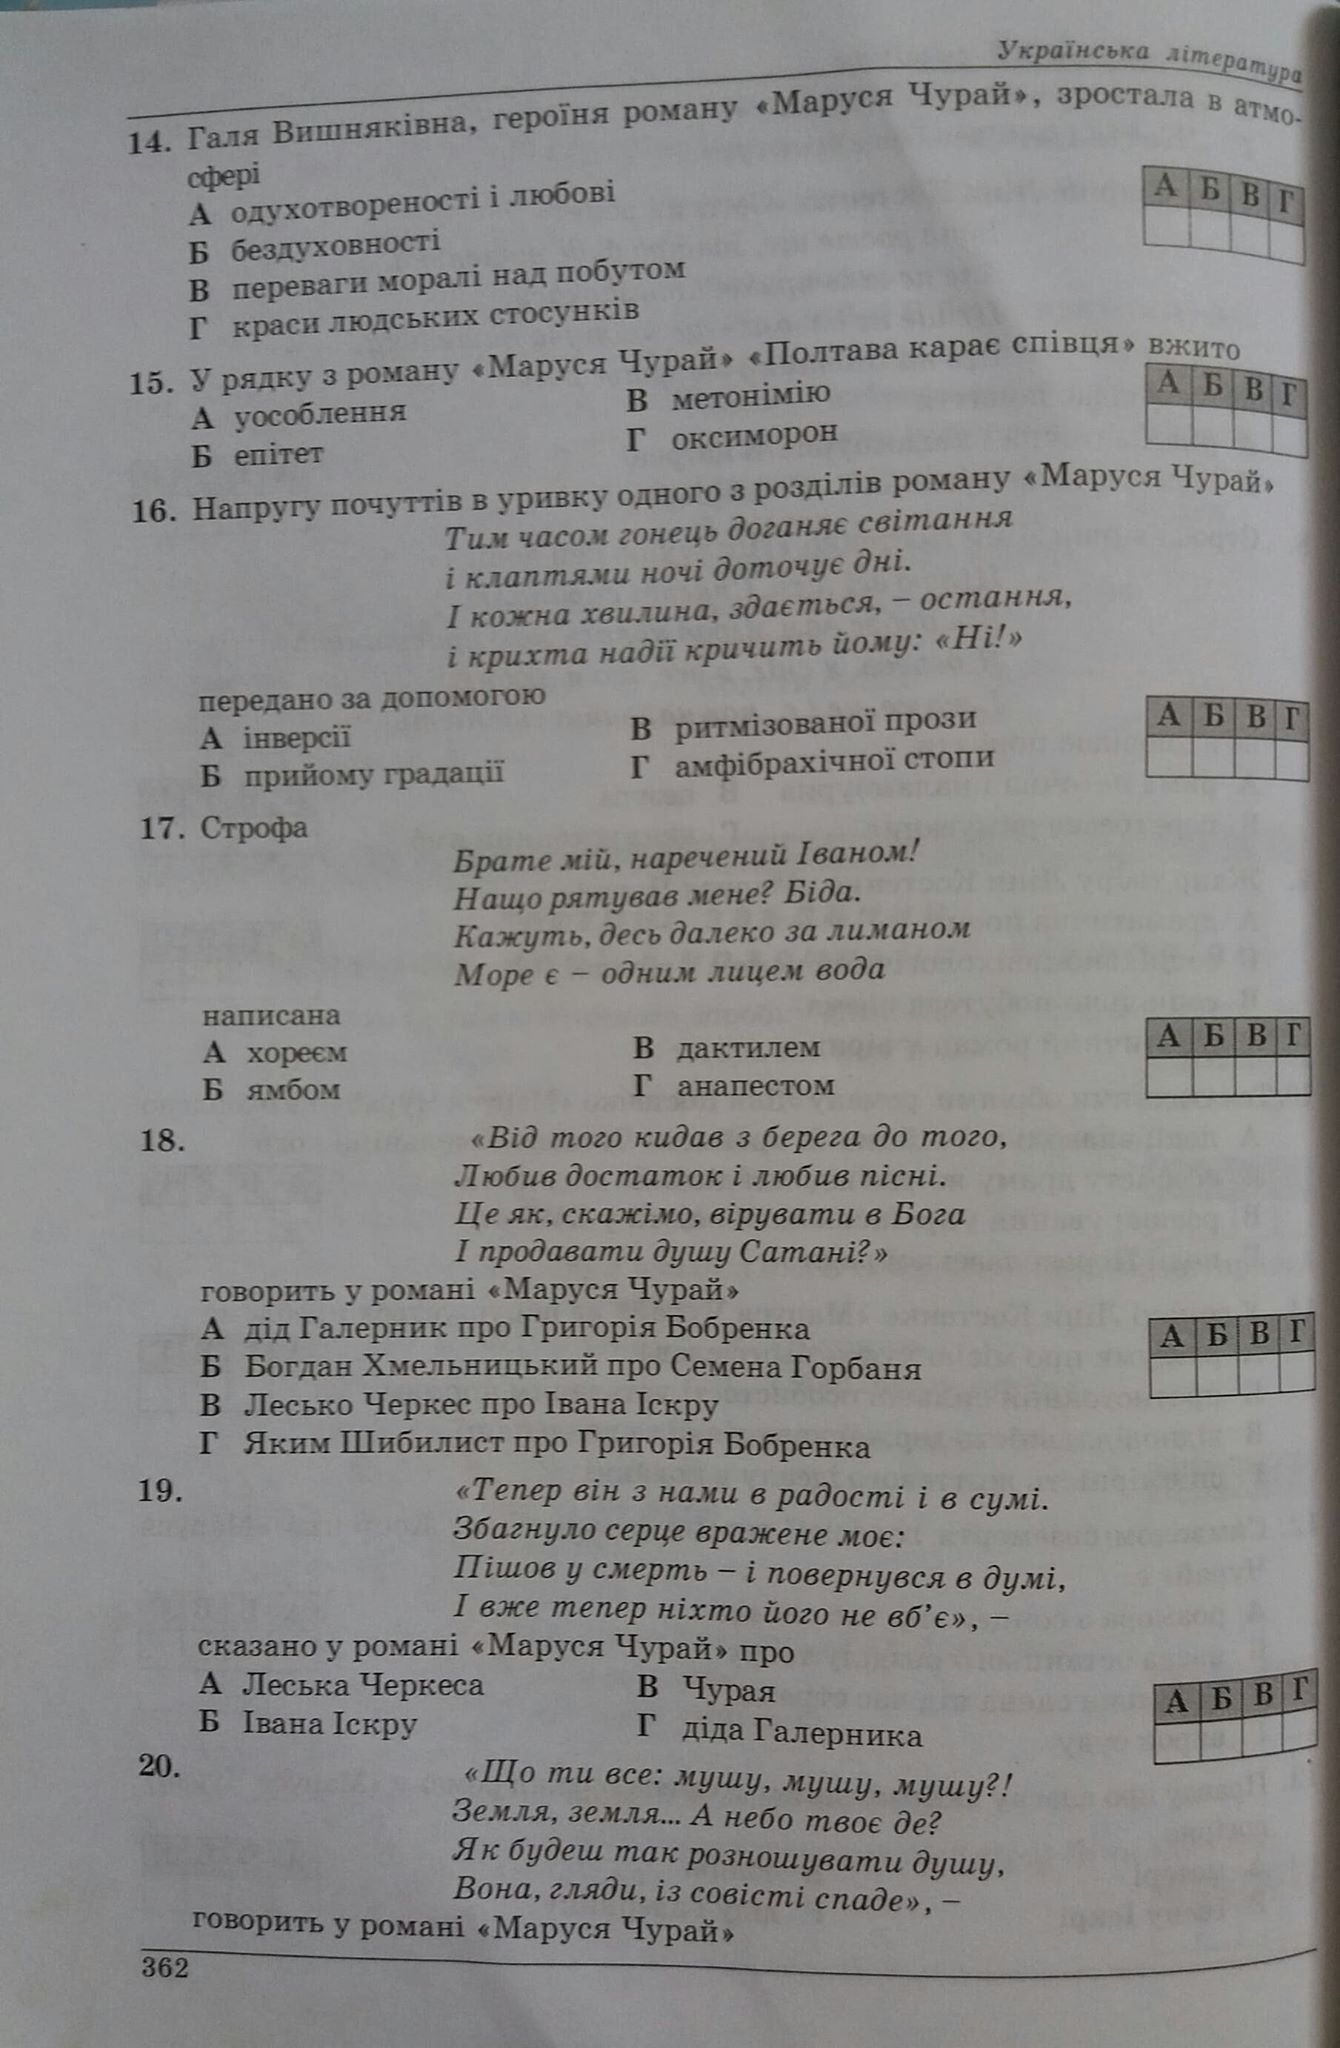 Українська література
14. Галя Вишняківна, героїня роману «Маруся Чурай», зростала в атмо-
сфері
А одухотвореності і любові
Б бездуховності
В переваги моралі над побутом
Г краси людських стосунків
А Б В Г
15. У рядку з роману «Маруся Чурай» «Полтава карає співця» вжито
А уособлення
Б епітет
В метонімію
Г оксиморон
А Б В Г
16. Напругу почуттів в уривку одного з розділів роману «Маруся Чурай»
Тим часом гонець доганяє світання
і клаптями ночі доточує дні.
І кожна хвилина, здається, – остання,
і крихта надії кричить йому: «Ні!»
передано за допомогою
А інверсії
Б прийому градації
В ритмізованої прози
Г амфібрахічної стопи
А Б В Г
17. Строфа
Брате мій, наречений Іваном!
Нащо рятував мене? Біда.
Кажуть, десь далеко за лиманом
Море є – одним лицем вода
написана
А хореєм
Б ямбом
В дактилем
Г анапестом
А Б В Г
18. «Від того кидав з берега до того,
Любив достаток і любив пісні.
Це як, скажімо, вірувати в Бога
І продавати душу Сатані?»
говорить у романі «Маруся Чурай»
А дід Галерник про Григорія Бобренка
Б Богдан Хмельницький про Семена Горбаня
В Лесько Черкес про Івана Іскру
Г Яким Шибилист про Григорія Бобренка
А Б В Г
19. «Тепер він з нами в радості і в сумі.
Збагнуло серце вражене моє:
Пішов у смерть – і повернувся в думі,
І вже тепер ніхто його не вб’є», –
сказано у романі «Маруся Чурай» про
А Леська Черкеса
Б Івана Іскру
В Чурая
Г діда Галерника
А Б В Г
20. «Що ти все: мушу, мушу, мушу?!
Земля, земля... А небо твоє де?
Як будеш так розношувати душу,
Вона, гляди, із совісті спаде», –
говорить у романі «Маруся Чурай»
362